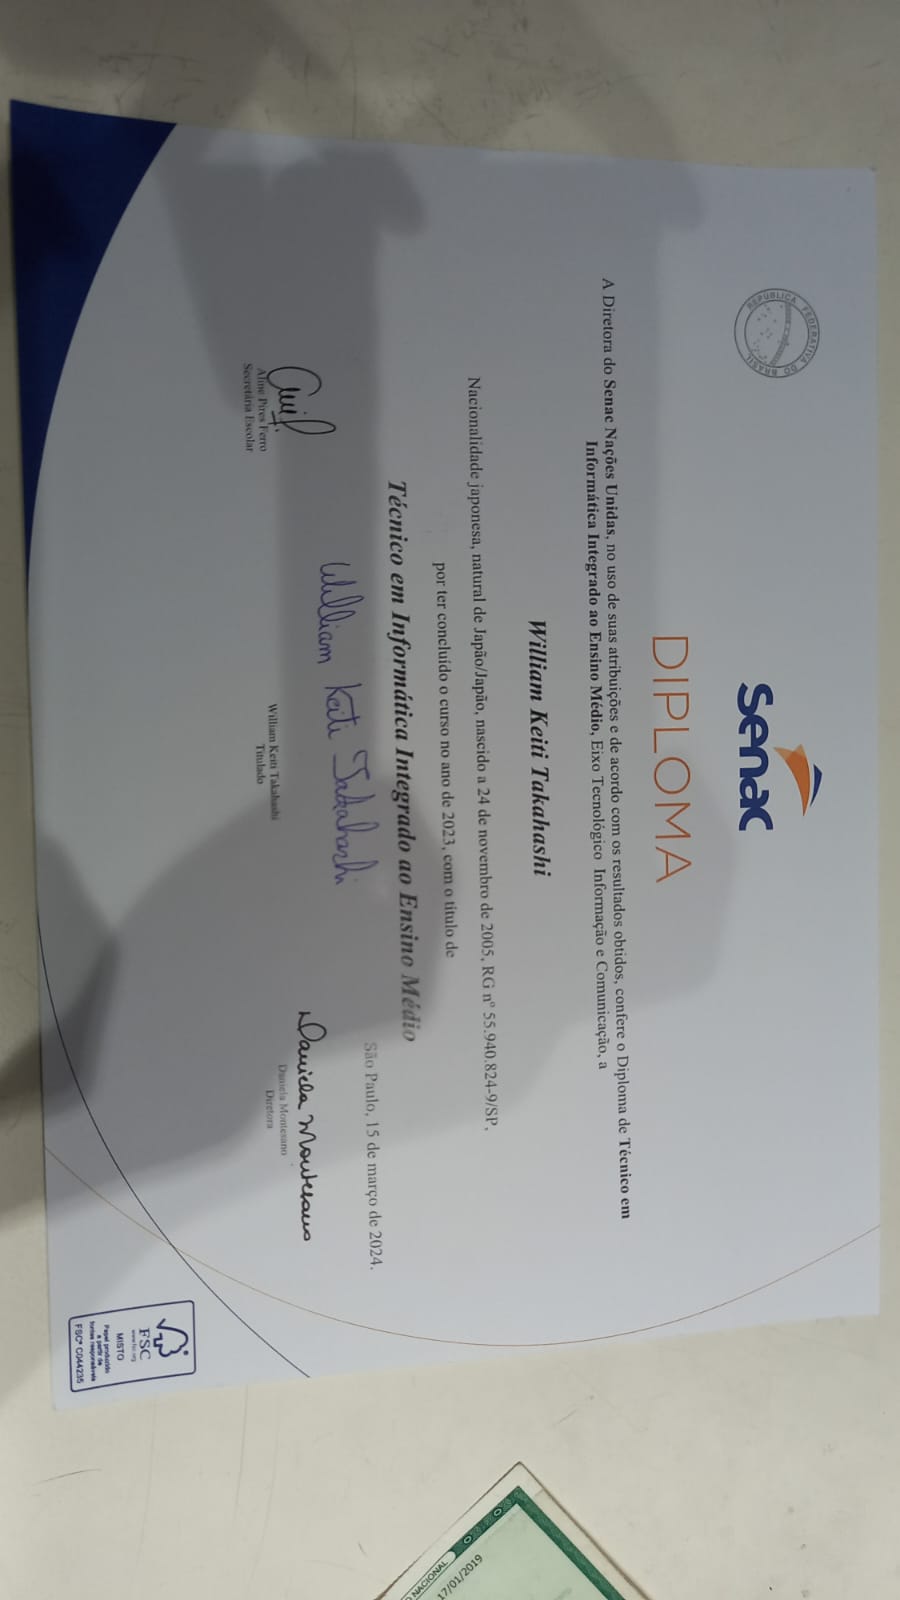 REPÚBLICA FEDERATIVA DO BRASIL
senac
DIPLOMA
A Diretora do Senac Nações Unidas, no uso de suas atribuições e de acordo com os resultados obtidos, confere o Diploma de Técnico em
Informática Integrado ao Ensino Médio, Eixo Tecnológico Informação e Comunicação, a
William Keiti Takahashi
Nacionalidade japonesa, natural de Japão/Japão, nascido a 24 de novembro de 2005, RG nº 55.940.824-9/SP,
por ter concluído o curso no ano de 2023, com o título de
Técnico em Informática Integrado ao Ensino Médio
São Paulo, 15 de março de 2024.
William Keiti Takahashi
Daniela Montesano
Aline Pires Ferro
Secretária Escolar
William Keiti Takahashi
Titulado
Daniela Montesano
Diretora
FSC
www.fsc.org
MISTO
Papel produzido
a partir de
fontes responsáveis
FSC® C044235
NACIONAL
17/01/2019